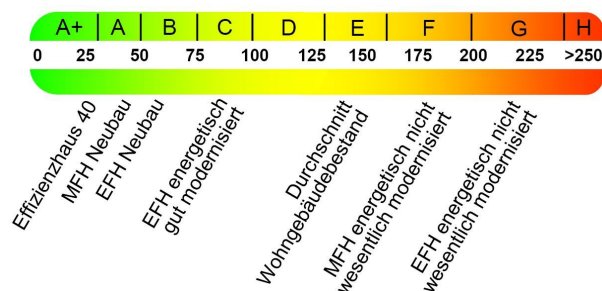 A+ A B C D E F G H
0 25 50 75 100 125 150 175 200 225 >250
Effizienzhaus 40
MFH Neubau
EFH Neubau
EFH energetisch
gut modernisiert
Durchschnitt
Wohngebäudebestand
MFH energetisch nicht
wesentlich modernisiert
EFH energetisch nicht
wesentlich modernisiert